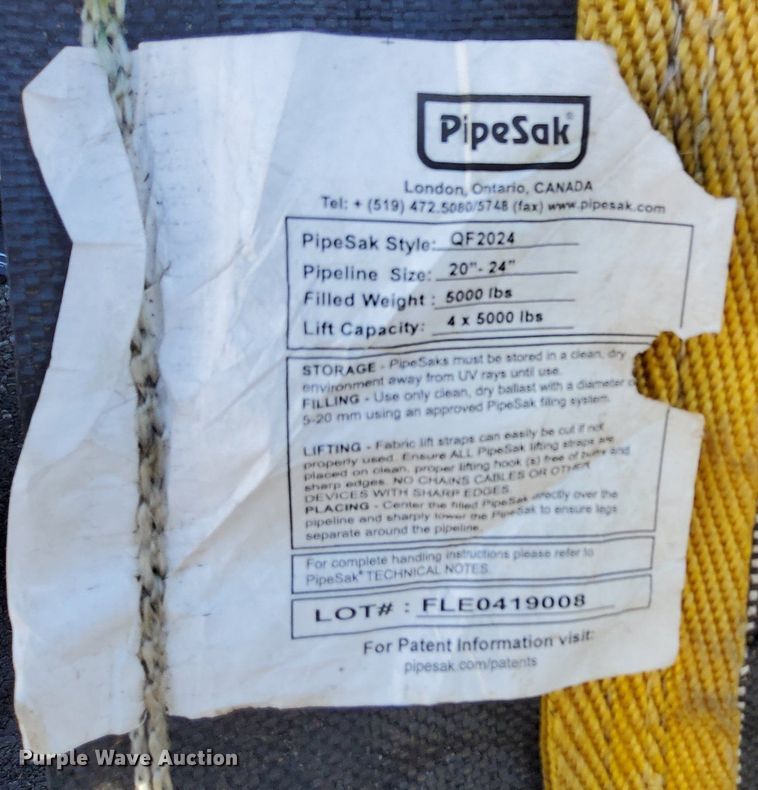 PipeSak®
London, Ontario, CANADA
Tel: + (519) 472.5080/5748 (fax) www.pipesak.com
PipeSak Style: QF2024
Pipeline Size: 20"- 24"
Filled Weight : 5000 lbs
Lift Capacity: 4 x 5000 lbs
STORAGE - PipeSaks must be stored in a clean, dry
environment away from UV rays until use.
FILLING - Use only clean, dry ballast with a diameter
5-20 mm using an approved PipeSak filing system.
LIFTING - Fabric lift straps can easily be cut if not
properly used. Ensure ALL PipeSak lifting straps are
placed on clean, proper lifting hook (s) free of burrs and
sharp edges. NO CHAINS CABLES OR OTHER
DEVICES WITH SHARP EDGES.
PLACING - Center the filled PipeSak directly over the
pipeline and sharply lower the PipeSak to ensure legs
separate around the pipeline.
For complete handling instructions please refer to
PipeSak® TECHNICAL NOTES.
LOT# : FLE0419008
For Patent Information visit:
pipesak.com/patents
Purple Wave Auction